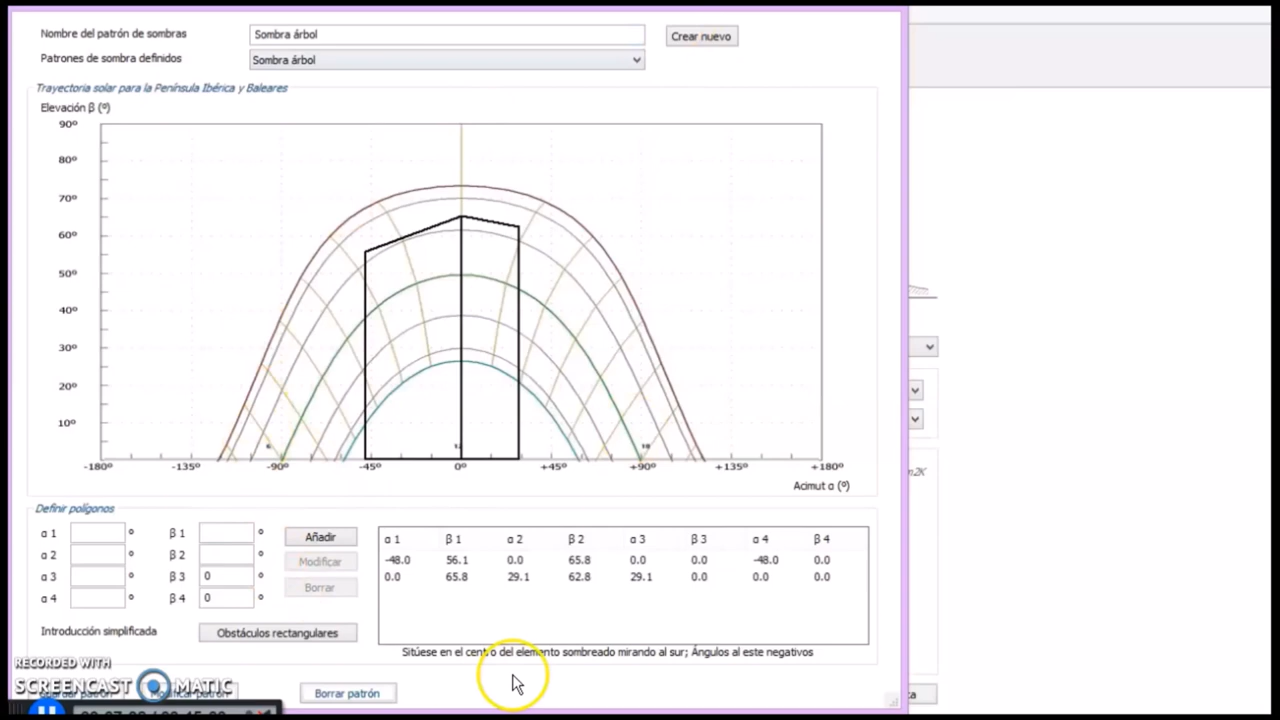 Nombre del patrón de sombras Sombra árbol Crear nuevo
Patrones de sombra definidos Sombra árbol
Trayectoria solar para la Península Ibérica y Baleares
Elevación β (º)
90º
80º
70º
60º
50º
40º
30º
20º
10º
6 12 18
-180º -135º -90º -45º 0º +45º +90º +135º +180º
Acimut α (º)
Definir polígonos
α 1 º β 1 º Añadir
α 2 º β 2 º Modificar
α 3 º β 3 0 º Borrar
α 4 º β 4 0 º
α 1 β 1 α 2 β 2 α 3 β 3 α 4 β 4
-48.0 56.1 0.0 65.8 0.0 0.0 -48.0 0.0
0.0 65.8 29.1 62.8 29.1 0.0 0.0 0.0
Introducción simplificada Obstáculos rectangulares
Sitúese en el centro del elemento sombreado mirando al sur; Ángulos al este negativos
RECORDED WITH
SCREENCAST MATIC
Modificar patrón Borrar patrón